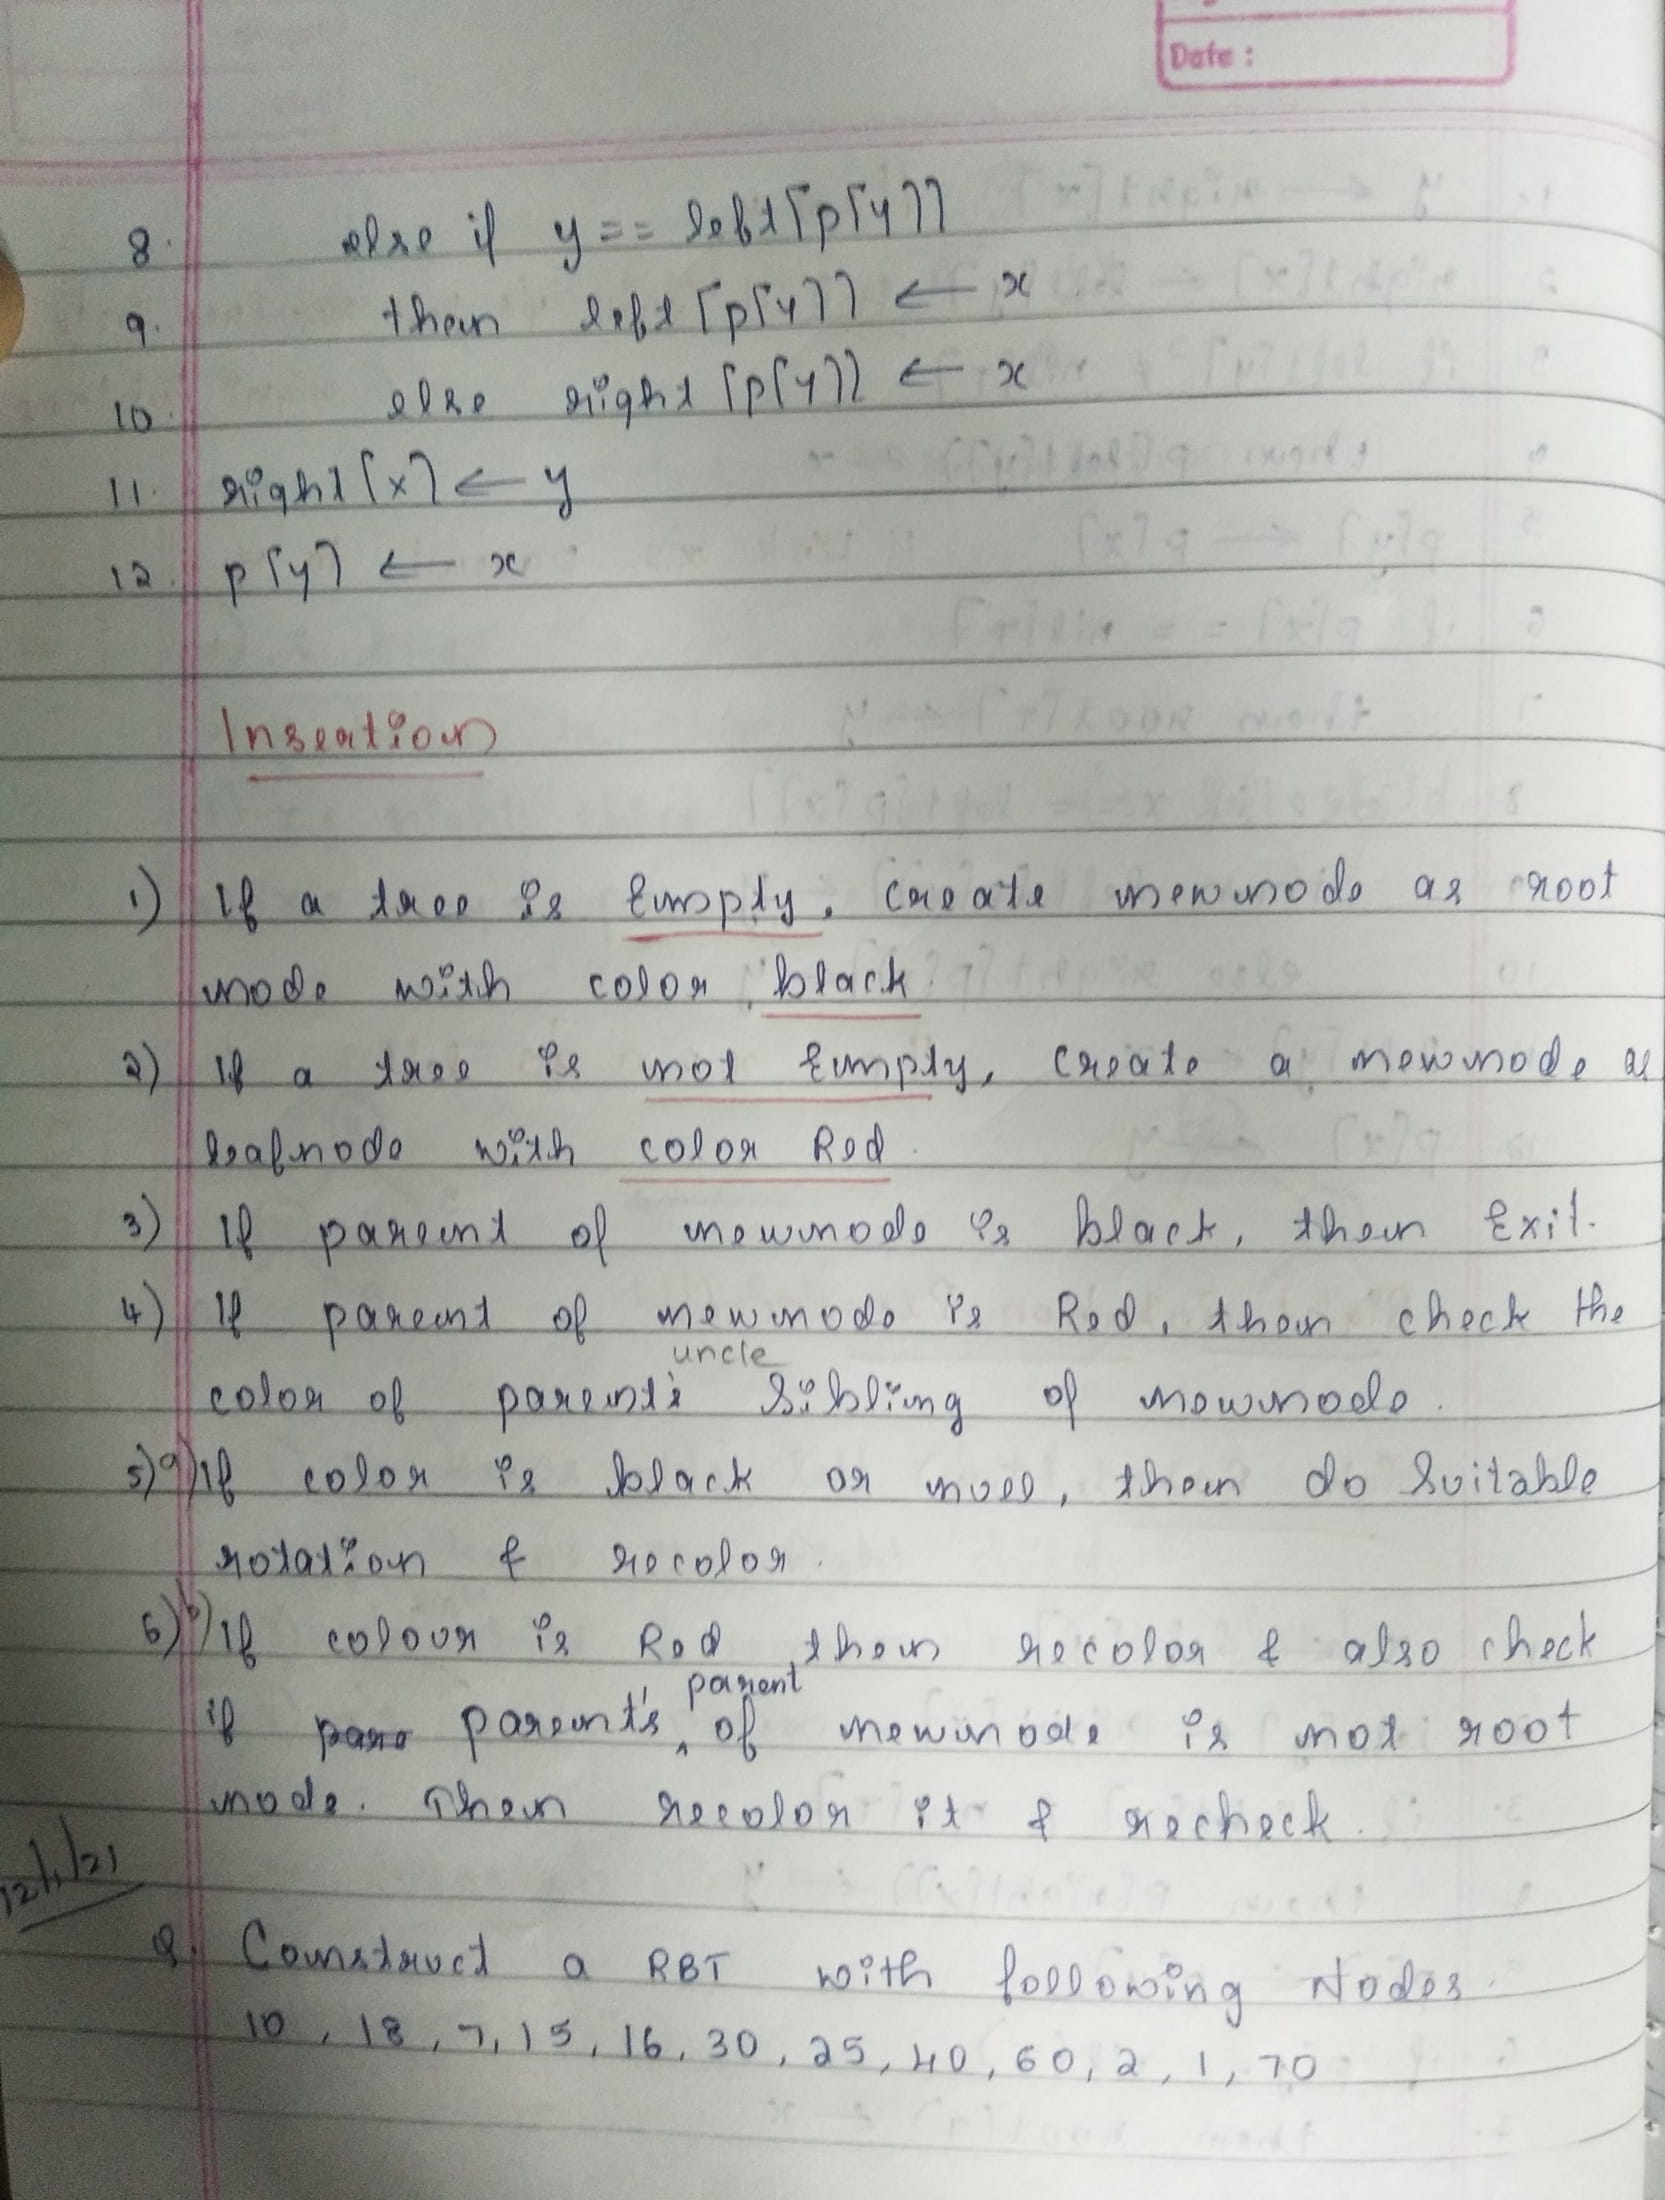 Date :
8. else if y == left[p[y]]
9. then left[p[y]] ← x
10. else right[p[y]] ← x
11. right[x] ← y
12. p[y] ← x
Insertion
1) If a tree is Empty, create newnode as root
node with color black.
2) If a tree is not Empty, create a newnode as
leafnode with color Red.
3) If parent of newnode is black, then Exit.
4) If parent of newnode is Red, then check the
uncle
color of parent's Sibling of newnode.
5) a) If color is black or null, then do Suitable
rotation & recolor.
6) b) If colour is Red then recolor & also check
parent
if para parent's ^ of newnode is not root
node. Then recolor it & recheck.
12/1/21
Q. Construct a RBT with following Nodes.
10, 18, 7, 15, 16, 30, 25, 40, 60, 2, 1, 70